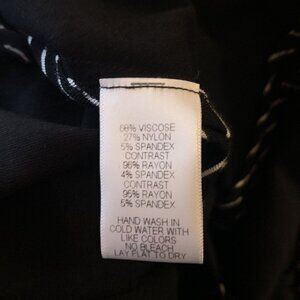 68% VISCOSE
27% NYLON
5% SPANDEX
CONTRAST
96% RAYON
4% SPANDEX
CONTRAST
95% RAYON
5% SPANDEX
HAND WASH IN
COLD WATER WITH
LIKE COLORS
NO BLEACH
LAY FLAT TO DRY